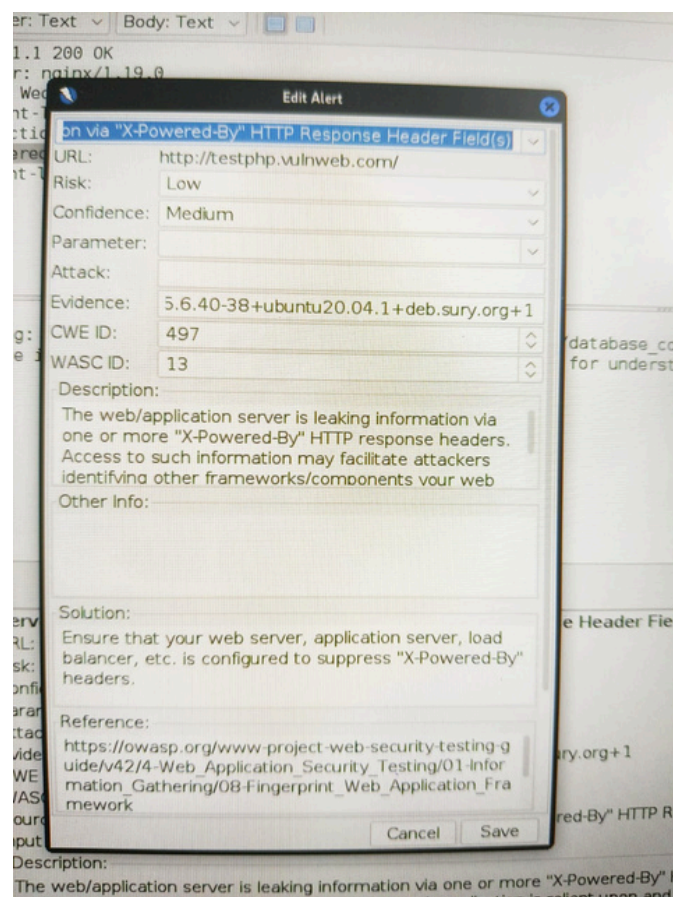 er: Text Body: Text
1.1 200 OK
r: nginx/1.19.0
Wed
Edit Alert
on via "X-Powered-By" HTTP Response Header Field(s)
URL: http://testphp.vulnweb.com/
Risk: Low
Confidence: Medium
Parameter:
Attack:
Evidence: 5.6.40-38+ubuntu20.04.1+deb.sury.org+1
CWE ID: 497
WASC ID: 13
Description:
The web/application server is leaking information via
one or more "X-Powered-By" HTTP response headers.
Access to such information may facilitate attackers
identifying other frameworks/components your web
Other Info:
Solution:
Ensure that your web server, application server, load
balancer, etc. is configured to suppress "X-Powered-By"
headers.
Reference:
https://owasp.org/www-project-web-security-testing-g
uide/v42/4-Web_Application_Security_Testing/01-Infor
mation_Gathering/08-Fingerprint_Web_Application_Fra
mework
Cancel Save
/database_co
for underst
e Header Fie
ry.org+1
red-By" HTTP R
Description:
The web/application server is leaking information via one or more "X-Powered-By"